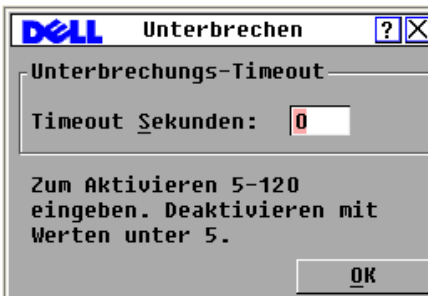 DELL Unterbrechen ? X
Unterbrechungs-Timeout
Timeout Sekunden: 0
Zum Aktivieren 5-120
eingeben. Deaktivieren mit
Werten unter 5.
OK